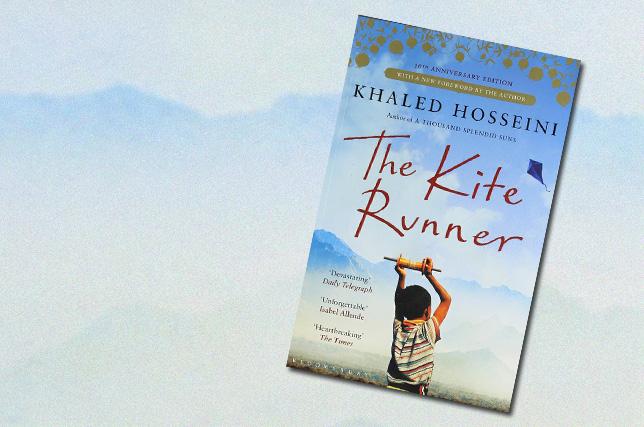 10TH ANNIVERSARY EDITION
WITH A NEW FOREWORD BY THE AUTHOR
KHALED HOSSEINI
Author of A THOUSAND SPLENDID SUNS
The Kite
Runner
'Devastating'
Daily Telegraph
'Unforgettable'
Isabel Allende
'Heartbreaking'
The Times
BLOOMSBURY